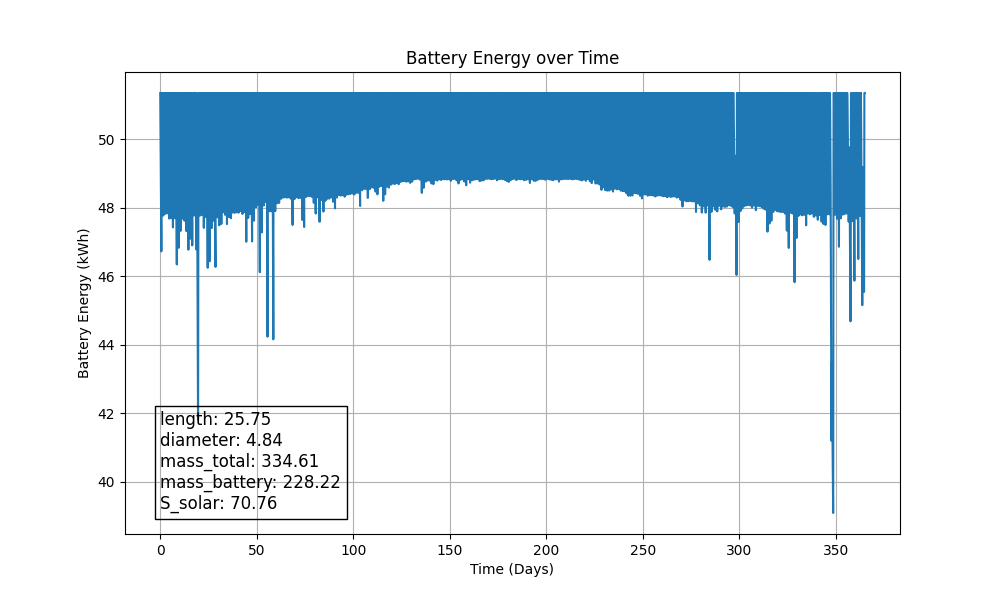 Battery Energy over Time
Battery Energy (kWh)
50
48
46
44
42
40
length: 25.75
diameter: 4.84
mass_total: 334.61
mass_battery: 228.22
S_solar: 70.76
0 50 100 150 200 250 300 350
Time (Days)